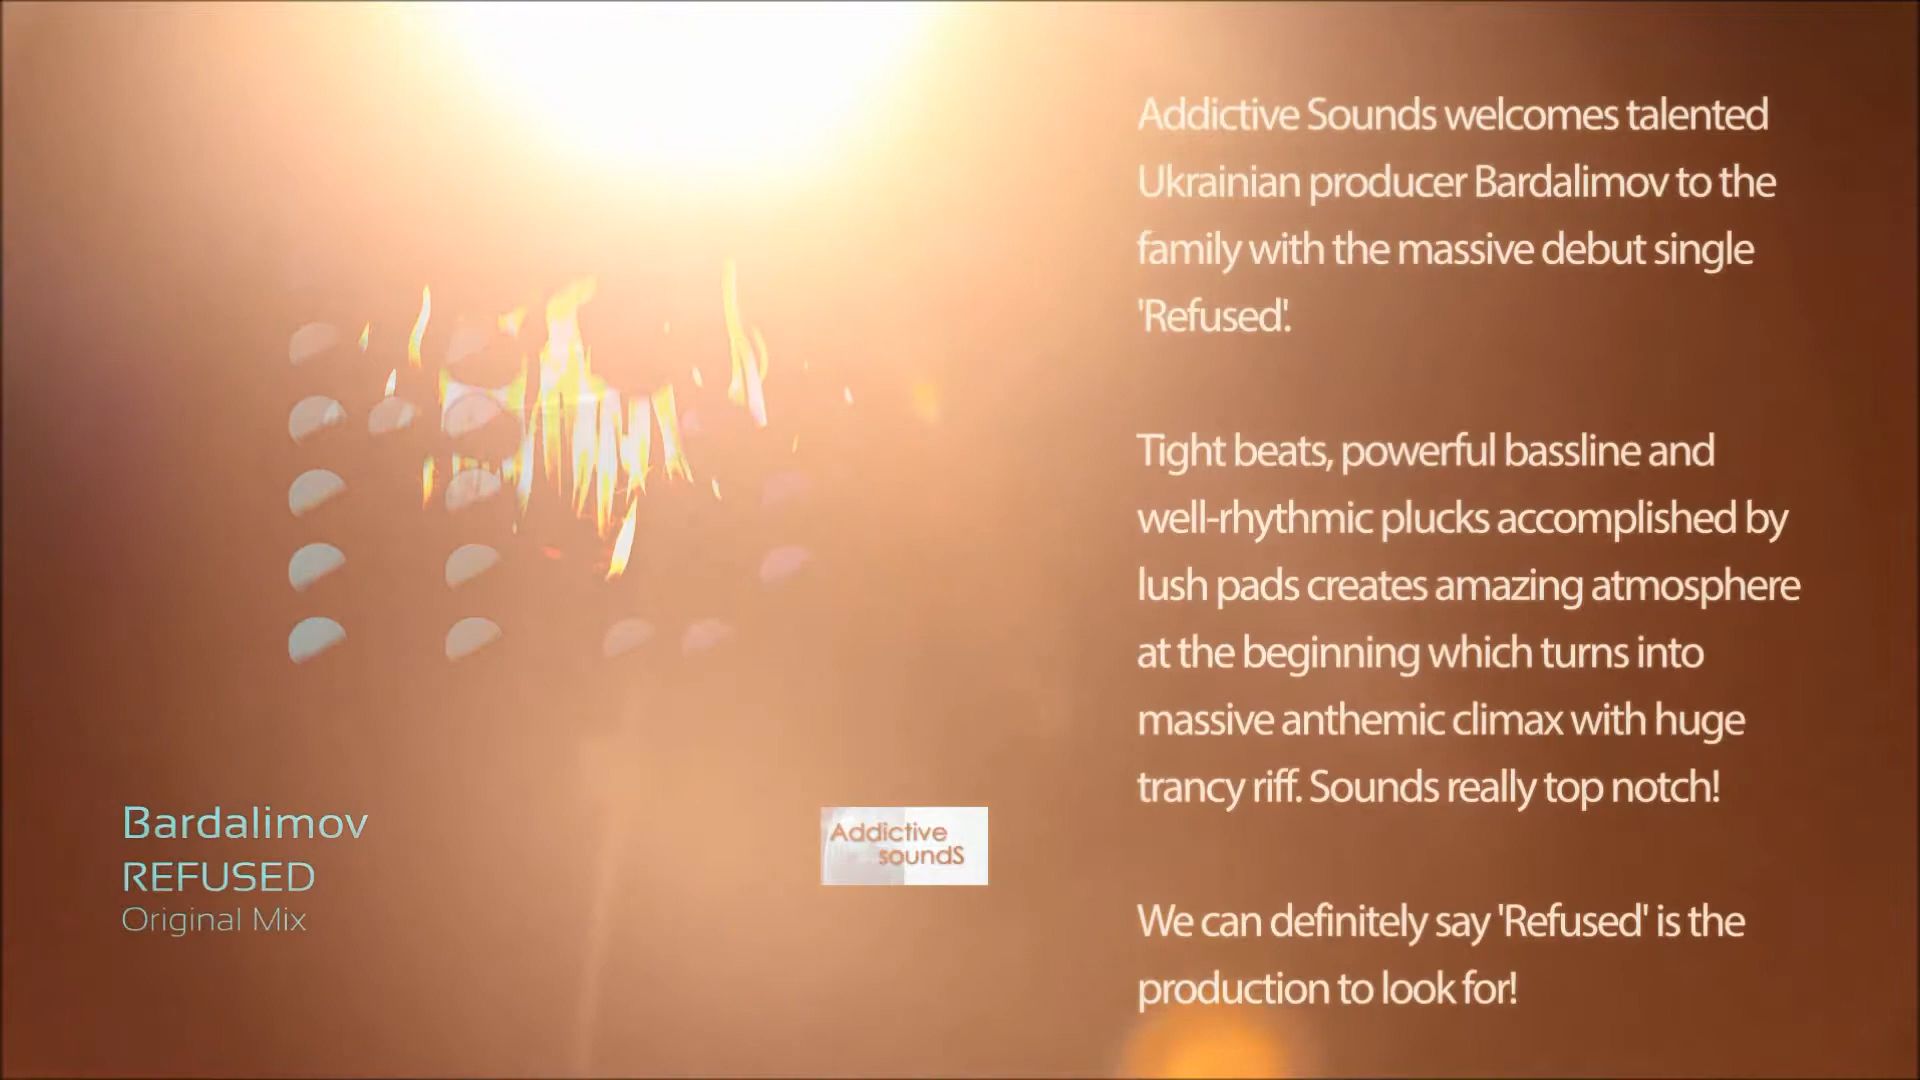 Addictive Sounds welcomes talented
Ukrainian producer Bardalimov to the
family with the massive debut single
'Refused'.
Tight beats, powerful bassline and
well-rhythmic plucks accomplished by
lush pads creates amazing atmosphere
at the beginning which turns into
massive anthemic climax with huge
trancy riff. Sounds really top notch!
We can definitely say 'Refused' is the
production to look for!
Bardalimov
REFUSED
Original Mix
Addictive
soundS